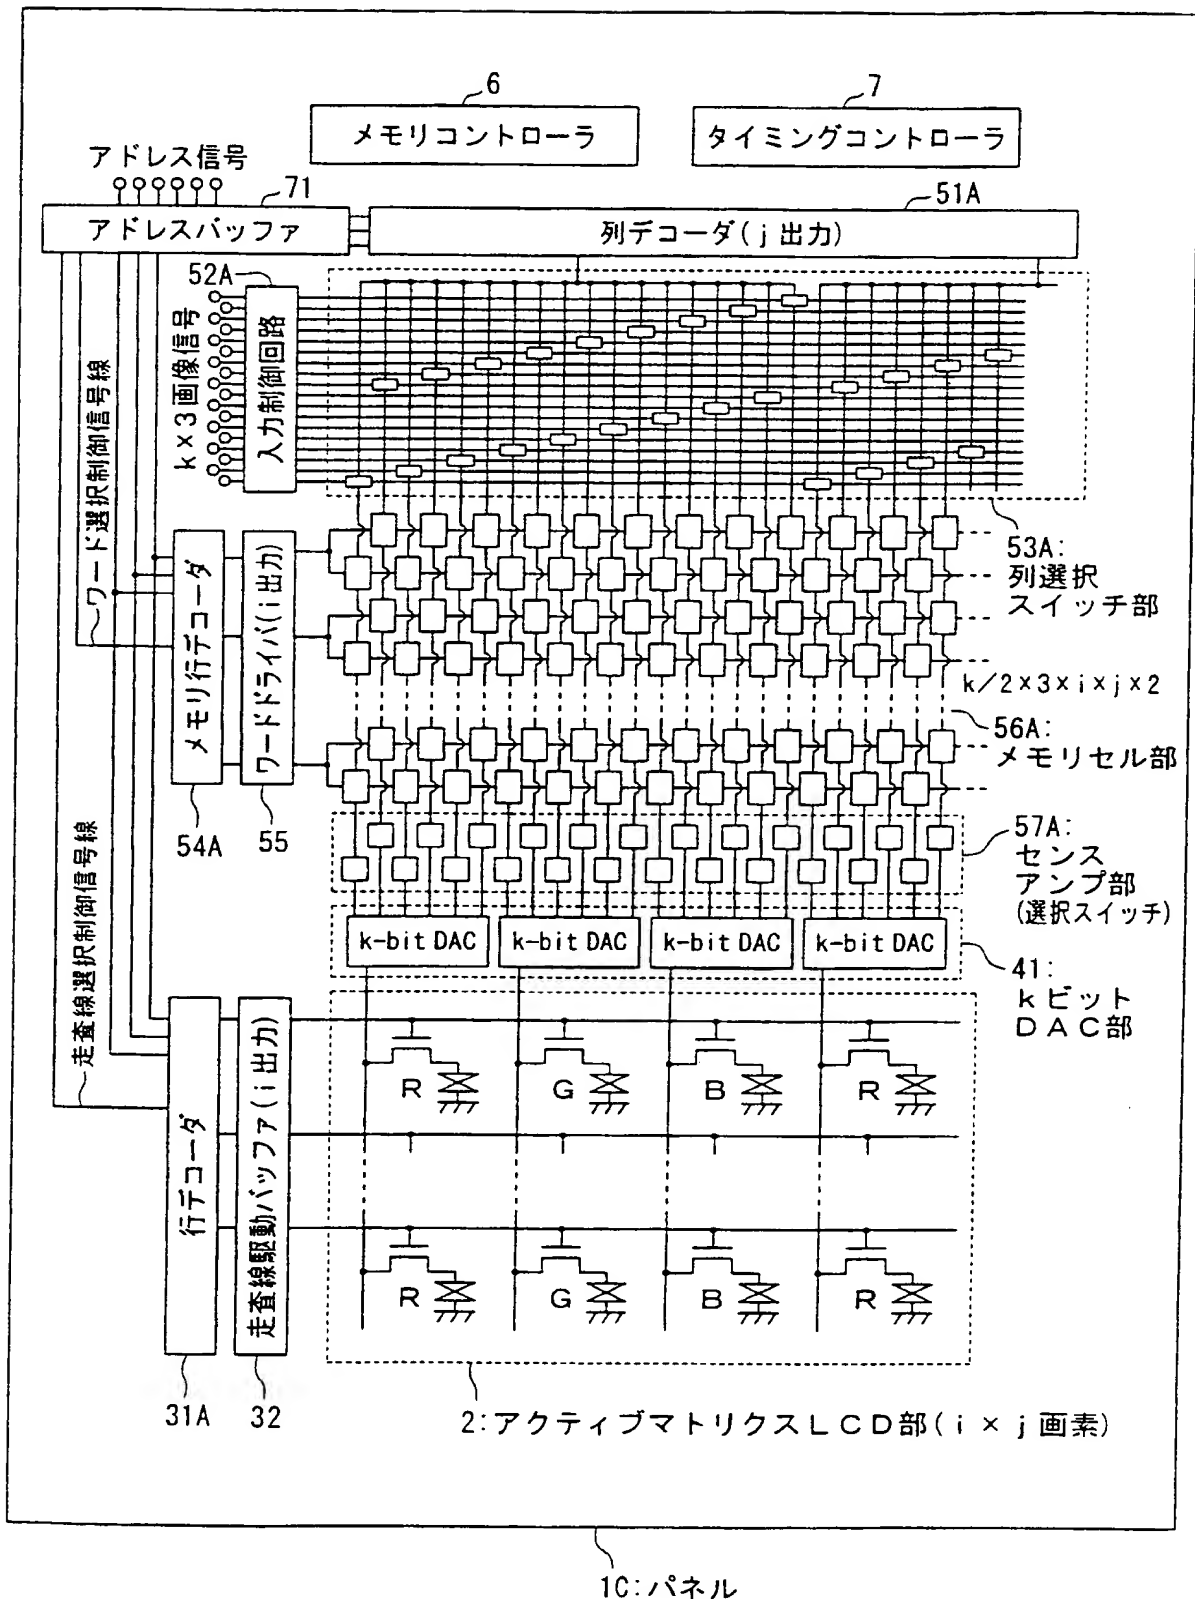 6
7
メモリコントローラ
タイミングコントローラ
アドレス信号
71
51A
アドレスバッファ
列デコーダ(j出力)
52A
k×3画像信号
入力制御回路
ワード選択制御信号線
53A:
列選択
スイッチ部
メモリ行デコーダ
ワードドライバ(i出力)
k/2×3×i×j×2
56A:
メモリセル部
54A
55
57A:
センス
アンプ部
(選択スイッチ)
走査線選択制御信号線
k-bit DAC
k-bit DAC
k-bit DAC
k-bit DAC
41:
kビット
DAC部
行デコーダ
走査線駆動バッファ(i出力)
R
G
B
R
R
G
B
R
31A
32
2:アクティブマトリクスLCD部(i×j画素)
1C:パネル